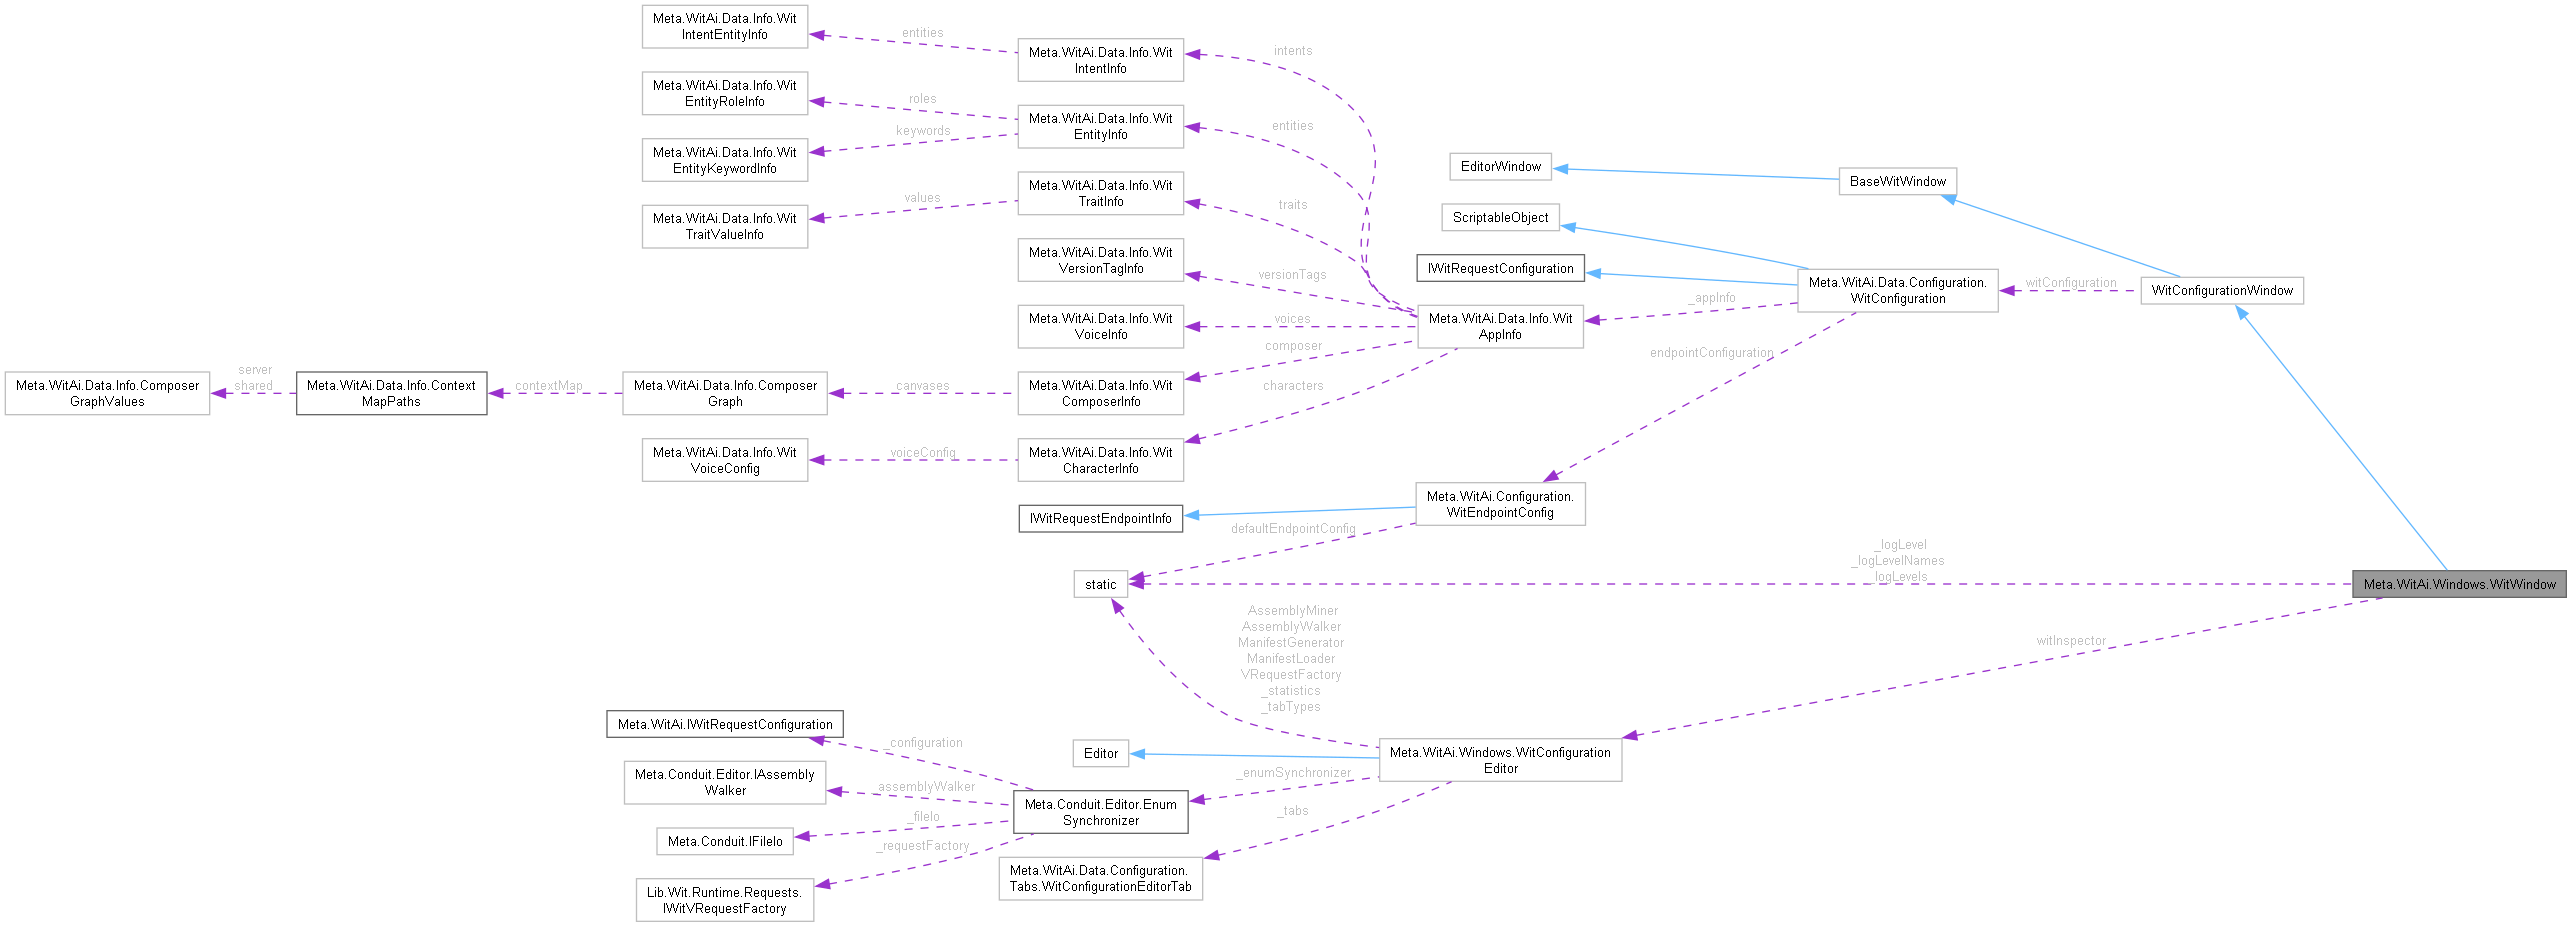 Meta.WitAi.Data.Info.Wit
IntentEntityInfo
entities
Meta.WitAi.Data.Info.Wit
IntentInfo
intents
Meta.WitAi.Data.Info.Wit
EntityRoleInfo
roles
Meta.WitAi.Data.Info.Wit
EntityInfo
entities
keywords
Meta.WitAi.Data.Info.Wit
EntityKeywordInfo
Meta.WitAi.Data.Info.Wit
TraitInfo
traits
values
Meta.WitAi.Data.Info.Wit
TraitValueInfo
EditorWindow
BaseWitWindow
ScriptableObject
IWitRequestConfiguration
Meta.WitAi.Data.Configuration.
WitConfiguration
witConfiguration
WitConfigurationWindow
Meta.WitAi.Data.Info.Wit
VersionTagInfo
versionTags
_appInfo
Meta.WitAi.Data.Info.Wit
VoiceInfo
voices
Meta.WitAi.Data.Info.Wit
AppInfo
composer
endpointConfiguration
Meta.WitAi.Data.Info.Composer
GraphValues
server
shared
Meta.WitAi.Data.Info.Context
MapPaths
contextMap
Meta.WitAi.Data.Info.Composer
Graph
canvases
Meta.WitAi.Data.Info.Wit
ComposerInfo
characters
Meta.WitAi.Data.Info.Wit
VoiceConfig
voiceConfig
Meta.WitAi.Data.Info.Wit
CharacterInfo
Meta.WitAi.Configuration.
WitEndpointConfig
IWitRequestEndpointInfo
defaultEndpointConfig
static
_logLevel
_logLevelNames
_logLevels
Meta.WitAi.Windows.WitWindow
AssemblyMiner
AssemblyWalker
ManifestGenerator
ManifestLoader
VRequestFactory
_statistics
_tabTypes
witInspector
Meta.WitAi.IWitRequestConfiguration
_configuration
Editor
Meta.WitAi.Windows.WitConfiguration
Editor
_enumSynchronizer
Meta.Conduit.Editor.IAssembly
Walker
_assemblyWalker
Meta.Conduit.Editor.Enum
Synchronizer
_fileIo
_tabs
Meta.Conduit.IFileIo
_requestFactory
Lib.Wit.Runtime.Requests.
IWitVRequestFactory
Meta.WitAi.Data.Configuration.
Tabs.WitConfigurationEditorTab